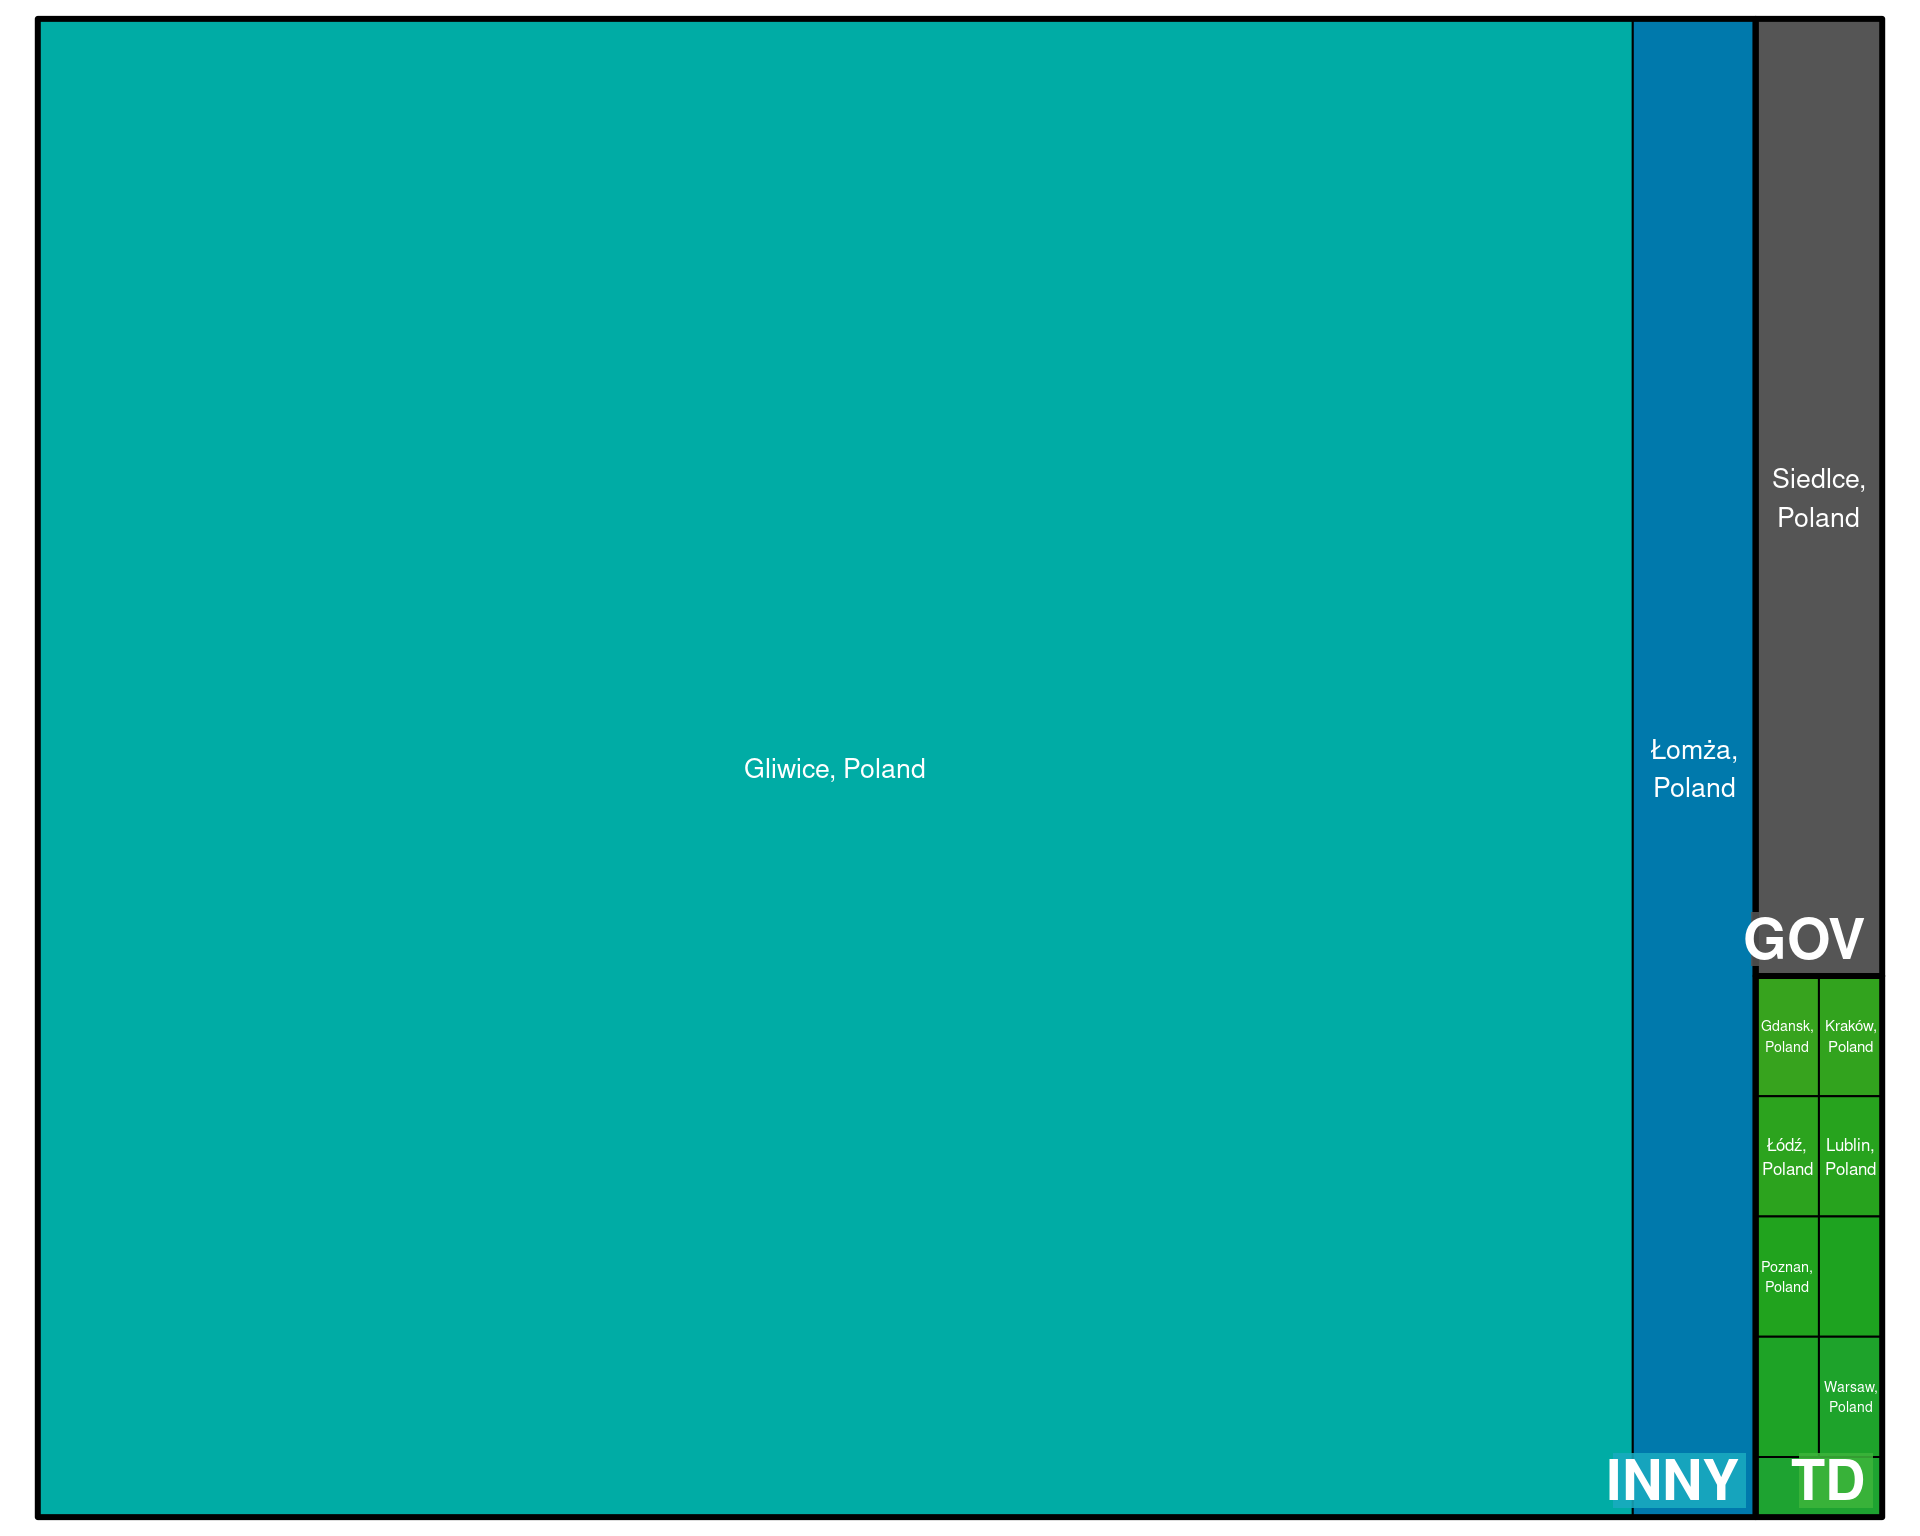 Gliwice, Poland
Łomża,
Poland
Siedlce,
Poland
GOV
Gdansk,
Poland
Kraków,
Poland
Łódź,
Poland
Lublin,
Poland
Poznan,
Poland
Warsaw,
Poland
INNY
TD